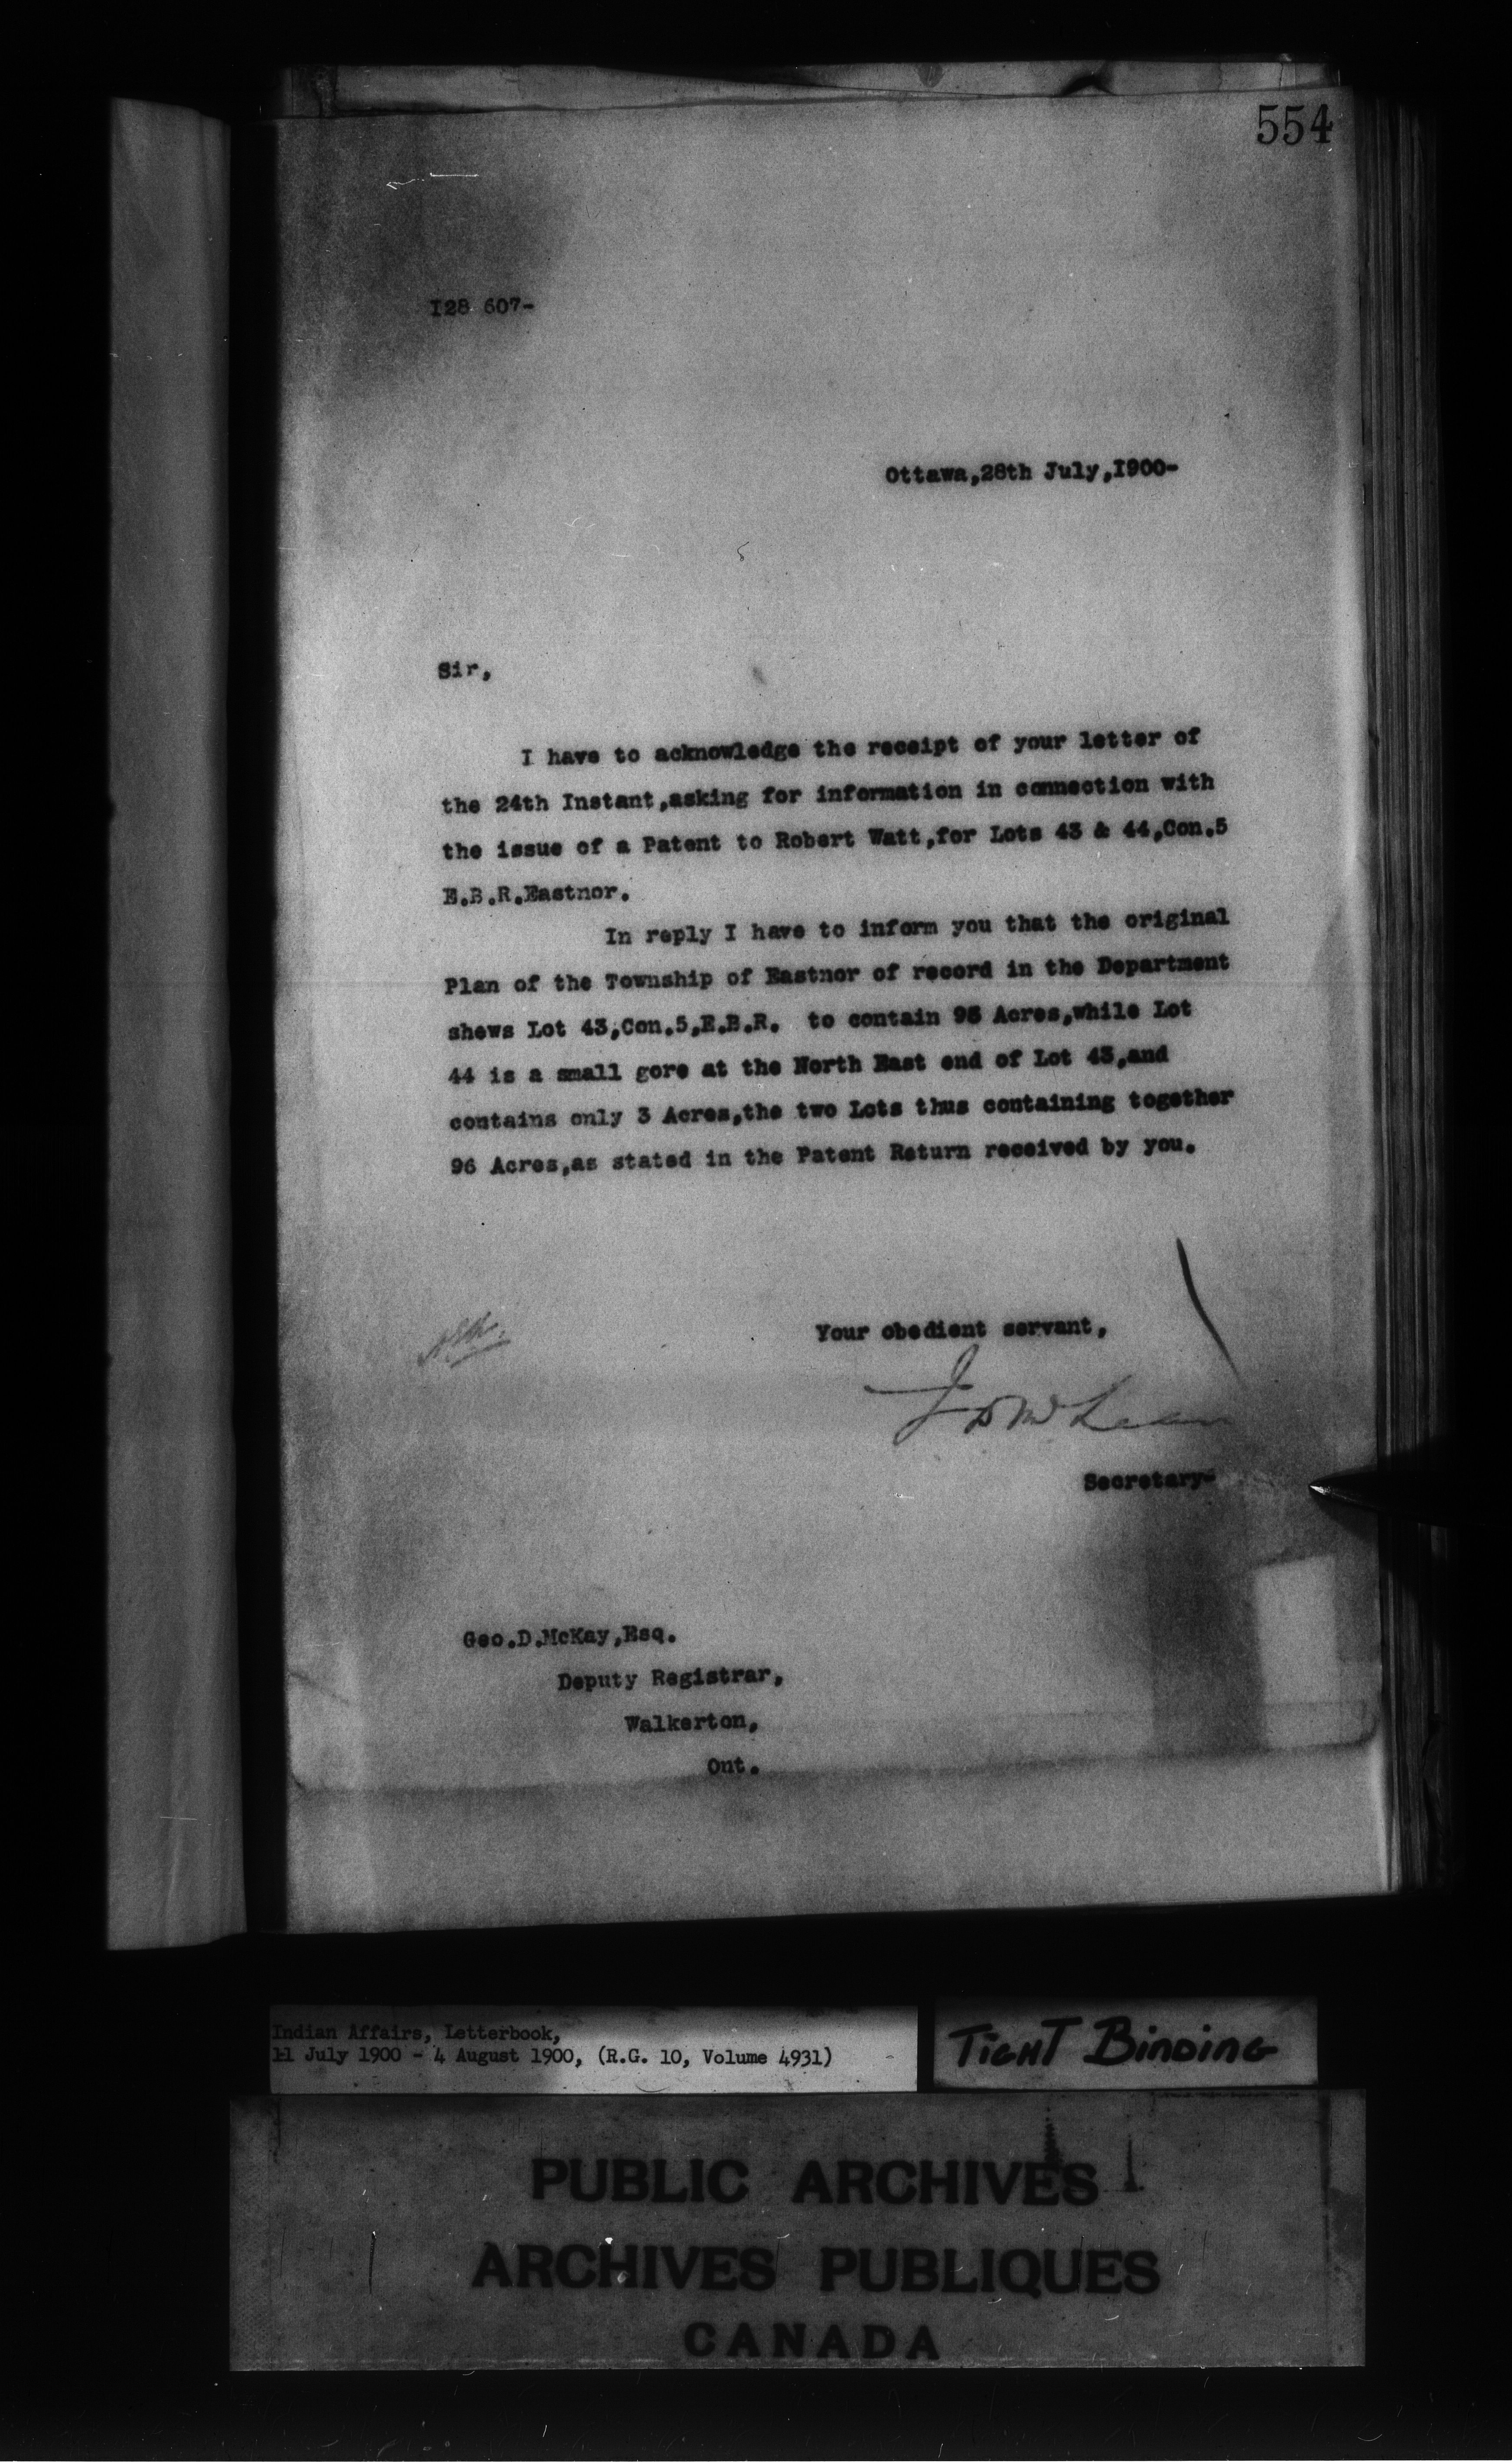 554
I28 607-
Ottawa,28th July,I900-
Sir,
I have to acknowledge the receipt of your letter of
the 24th Instant,asking for information in connection with
the issue of a Patent to Robert Watt,for Lots 43 & 44,Con.5
E.B.R.Eastnor.
In reply I have to inform you that the original
Plan of the Township of Eastnor of record in the Department
shews Lot 43,Con.5,E.B.R. to contain 93 Acres,while Lot
44 is a small gore at the North East end of Lot 43,and
contains only 3 Acres,the two Lots thus containing together
96 Acres,as stated in the Patent Return received by you.
Your obedient servant,
J D McLean
Secretary-
Geo.D.McKay,Esq.
Deputy Registrar,
Walkerton,
Ont.
Indian Affairs, Letterbook,
11 July 1900 - 4 August 1900, (R.G. 10, Volume 4931)
TIGHT BINDING
PUBLIC ARCHIVES
ARCHIVES PUBLIQUES
CANADA